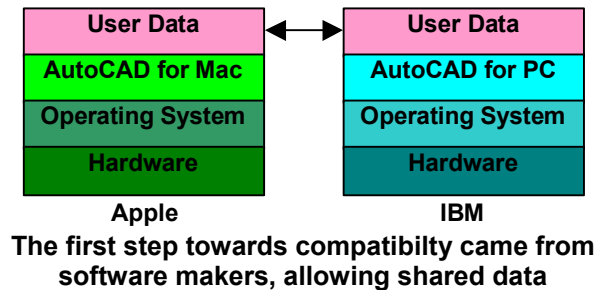 User Data
AutoCAD for Mac
Operating System
Hardware
Apple
User Data
AutoCAD for PC
Operating System
Hardware
IBM
The first step towards compatibilty came from
software makers, allowing shared data